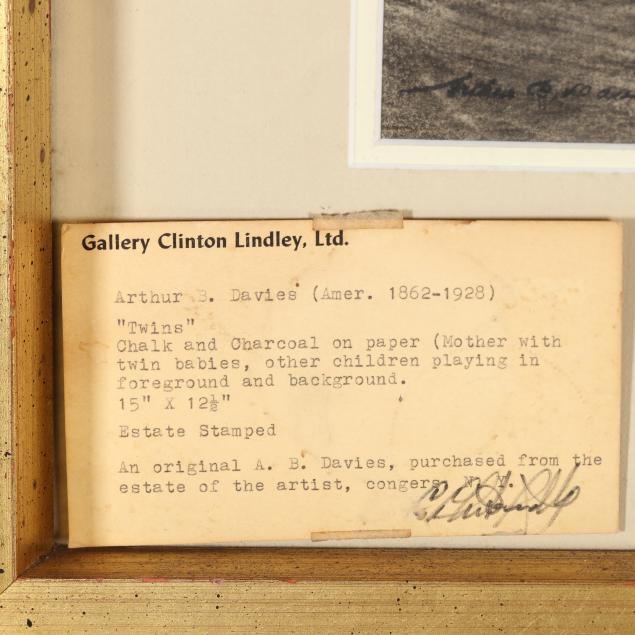 Arthur B. Davies
Gallery Clinton Lindley, Ltd.
Arthur B. Davies (Amer. 1862-1928)
"Twins"
Chalk and Charcoal on paper (Mother with
twin babies, other children playing in
foreground and background.
15" X 12½"
Estate Stamped
An original A. B. Davies, purchased from the
estate of the artist, congers, N. Y.